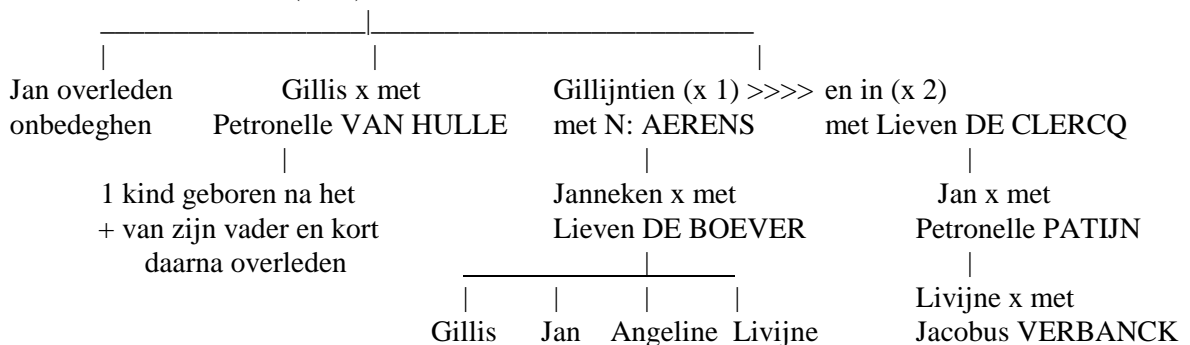 Jan overleden Gillis x met Gillijntien (x 1) >>>> en in (x 2)
onbedeghen Petronelle VAN HULLE met N: AERENS met Lieven DE CLERCQ
1 kind geboren na het Janneken x met Jan x met
+ van zijn vader en kort Lieven DE BOEVER Petronelle PATIJN
daarna overleden
Livijne x met
Gillis Jan Angeline Livijne Jacobus VERBANCK